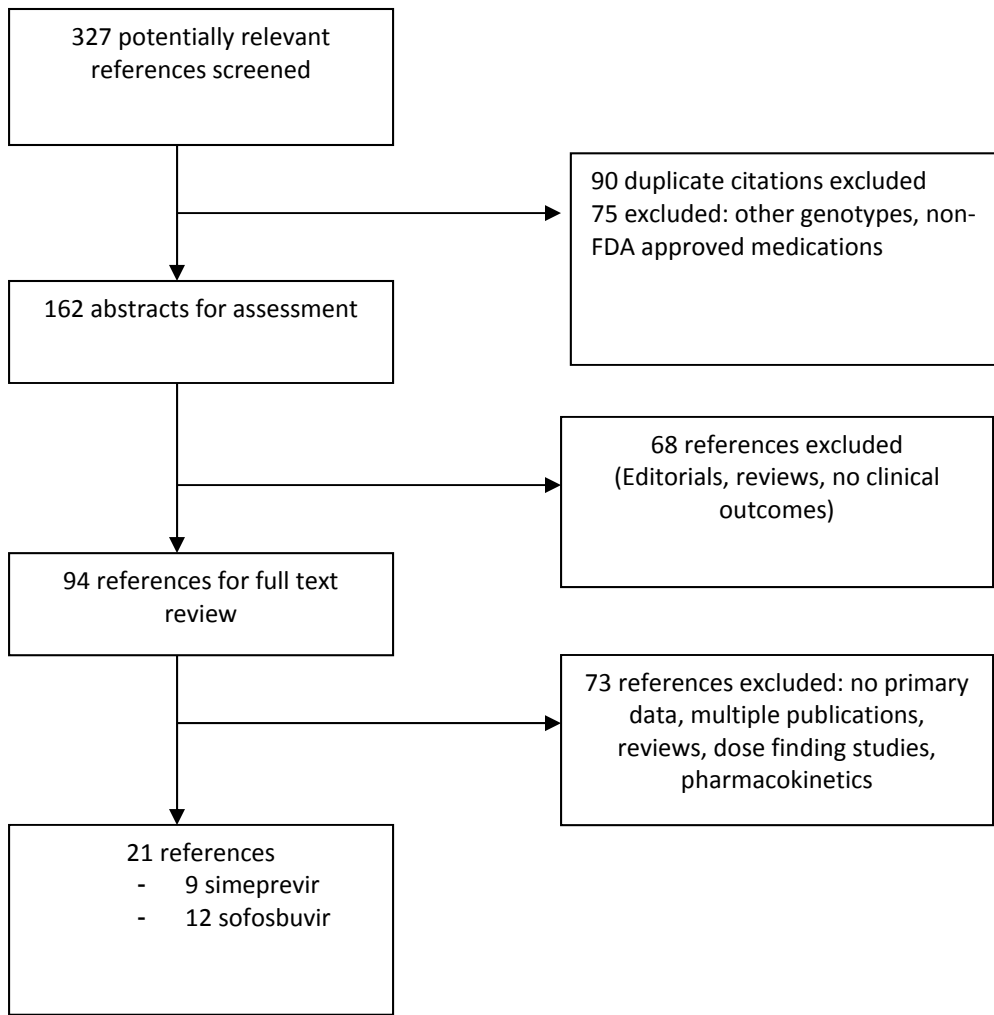 327 potentially relevant
references screened
90 duplicate citations excluded
75 excluded: other genotypes, non-
FDA approved medications
162 abstracts for assessment
68 references excluded
(Editorials, reviews, no clinical
outcomes)
94 references for full text
review
73 references excluded: no primary
data, multiple publications,
reviews, dose finding studies,
pharmacokinetics
21 references
- 9 simeprevir
- 12 sofosbuvir